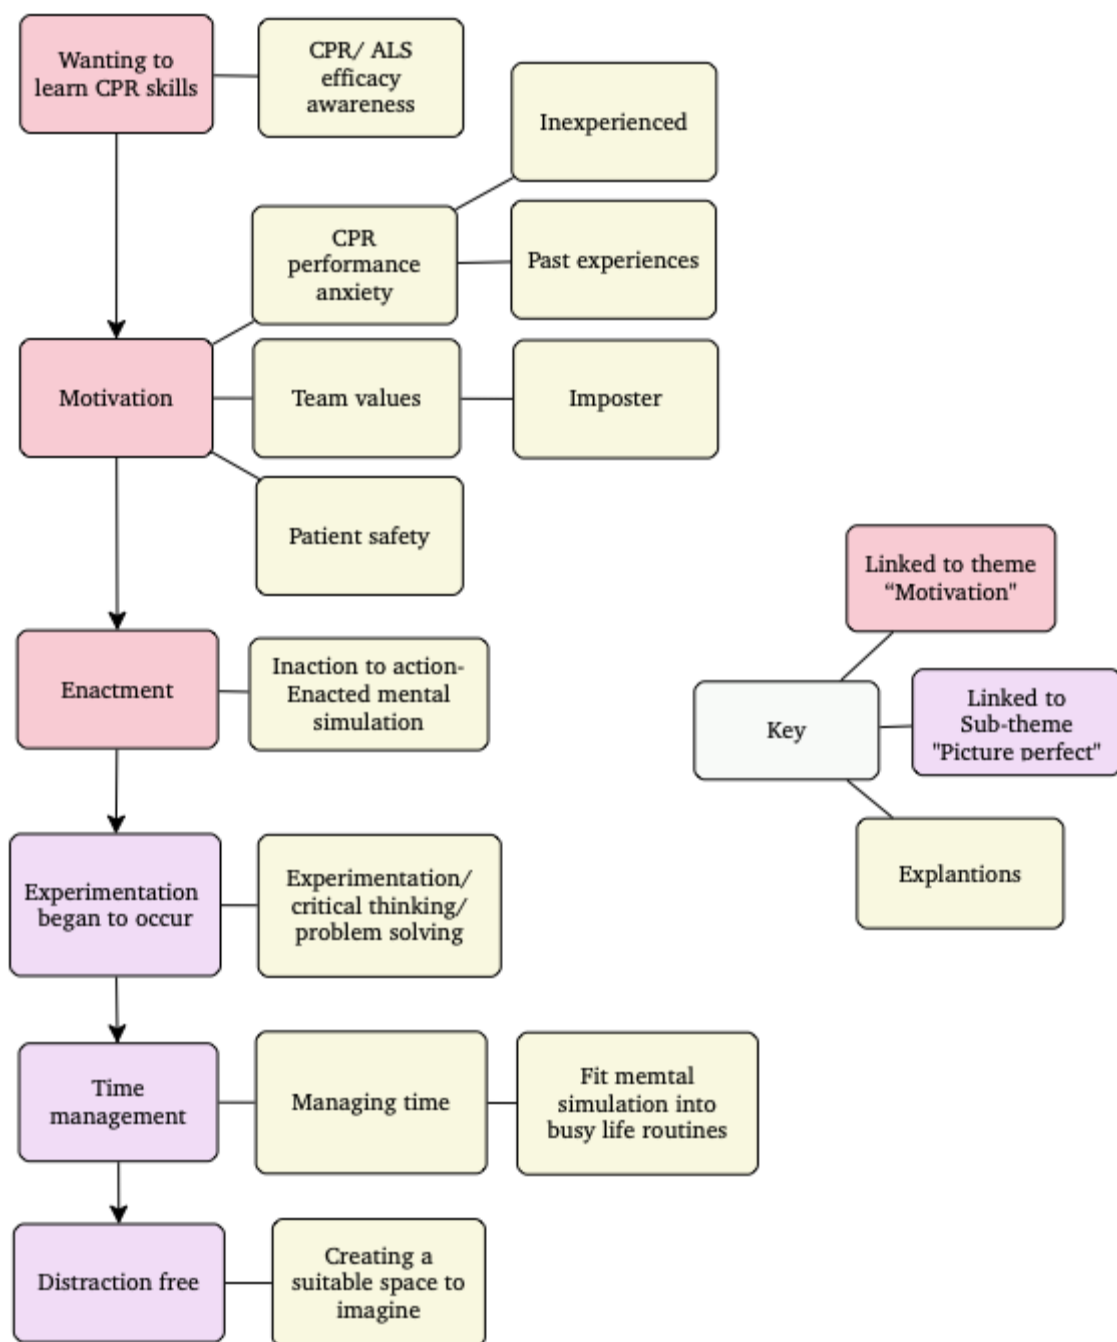 Wanting to
learn CPR skills
CPR/ ALS
efficacy
awareness
Inexperienced
CPR
performance
anxiety
Past experiences
Motivation
Team values
Imposter
Patient safety
Enactment
Inaction to action-
Enacted mental
simulation
Experimentation
began to occur
Experimentation/
critical thinking/
problem solving
Time
management
Managing time
Fit memtal
simulation into
busy life routines
Distraction free
Creating a
suitable space to
imagine
Key
Linked to theme
“Motivation"
Linked to
Sub-theme
"Picture perfect"
Explantions